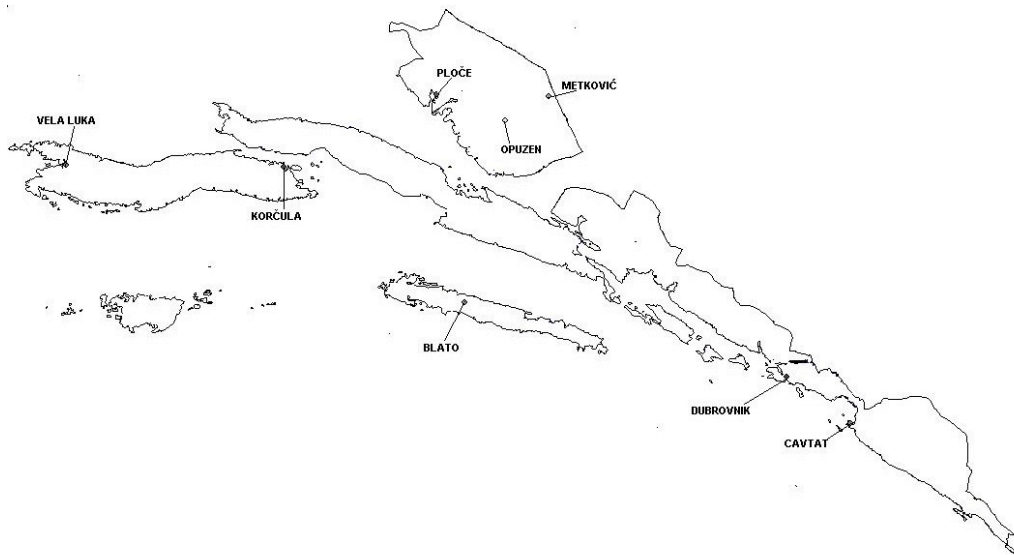 PLOČE
METKOVIĆ
VELA LUKA
OPUZEN
KORČULA
BLATO
DUBROVNIK
CAVTAT